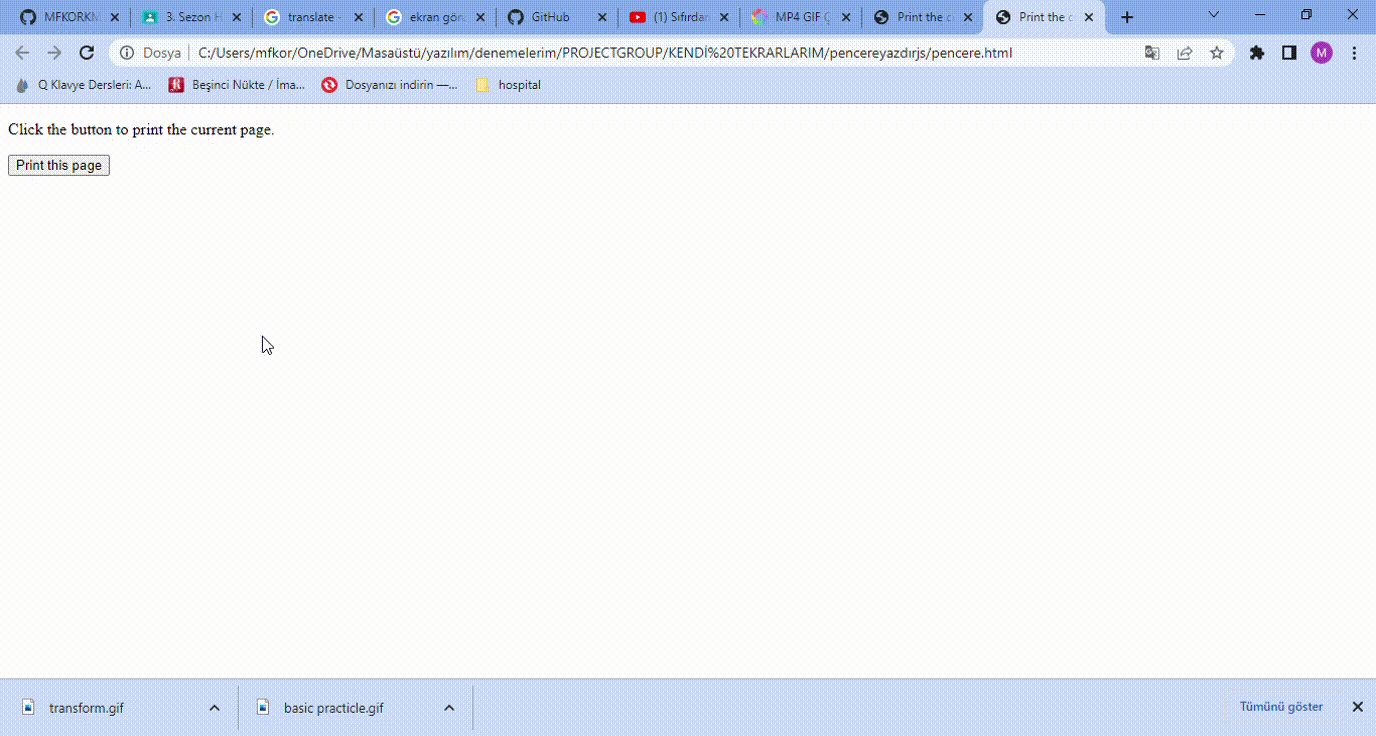 MFKORKM
3. Sezon H
translate -
ekran görü
GitHub
(1) Sıfırdan
MP4 GIF Ç
Print the c
Print the c
Dosya
C:/Users/mfkor/OneDrive/Masaüstü/yazılım/denemelerim/PROJECTGROUP/KENDİ%20TEKRARLARIM/pencereyazdırjs/pencere.html
M
Q Klavye Dersleri: A...
Beşinci Nükte / İma...
Dosyanızı indirin —...
hospital
Click the button to print the current page.
Print this page
transform.gif
basic practicle.gif
Tümünü göster